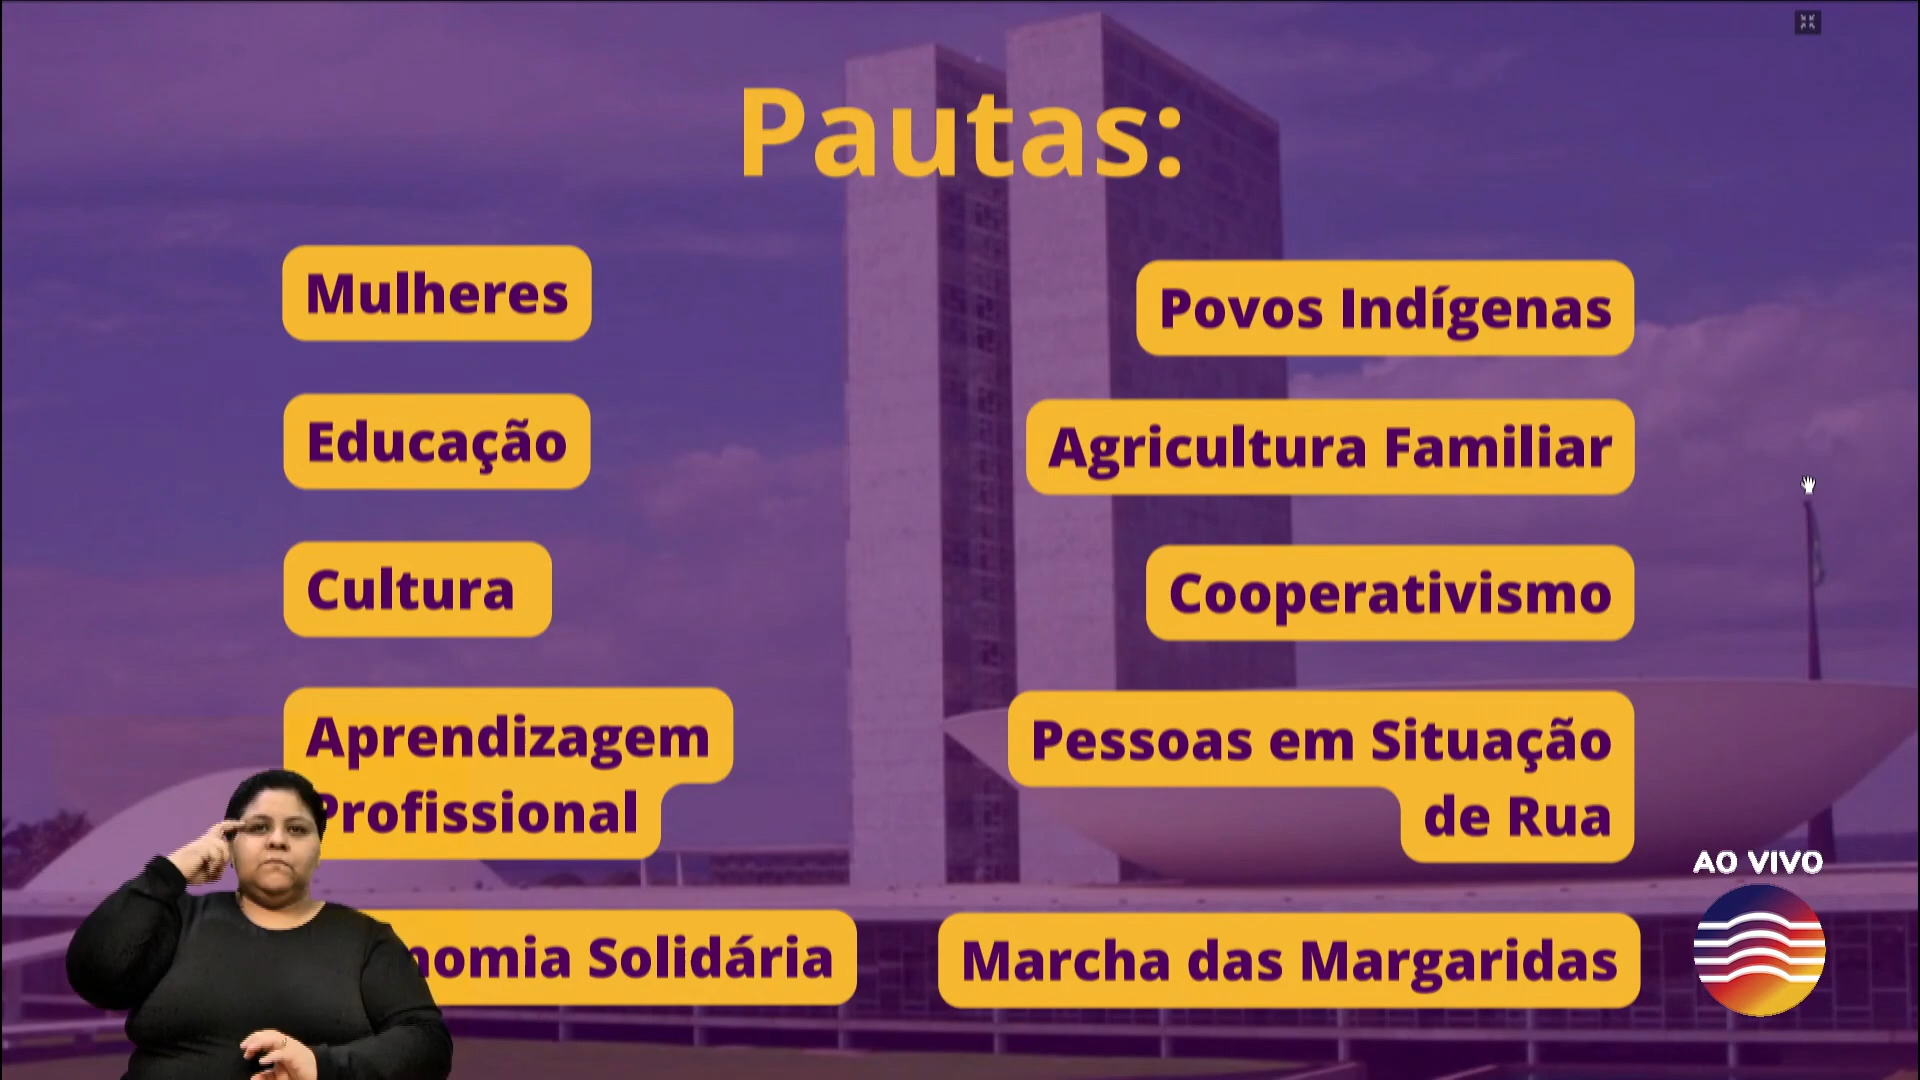 Pautas:
Mulheres
Educação
Cultura
Aprendizagem
Profissional
nomia Solidária
Povos Indígenas
Agricultura Familiar
Cooperativismo
Pessoas em Situação
de Rua
Marcha das Margaridas
AO VIVO